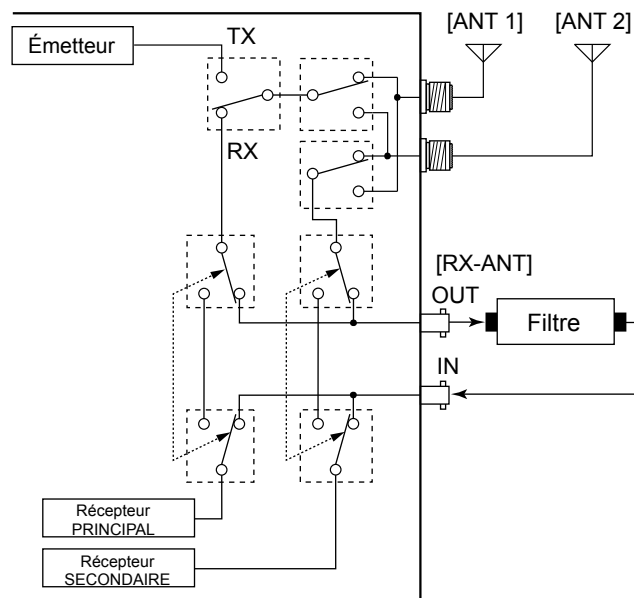 [ANT 1]
[ANT 2]
Émetteur
TX
RX
[RX-ANT]
OUT
Filtre
IN
Récepteur
PRINCIPAL
Récepteur
SECONDAIRE